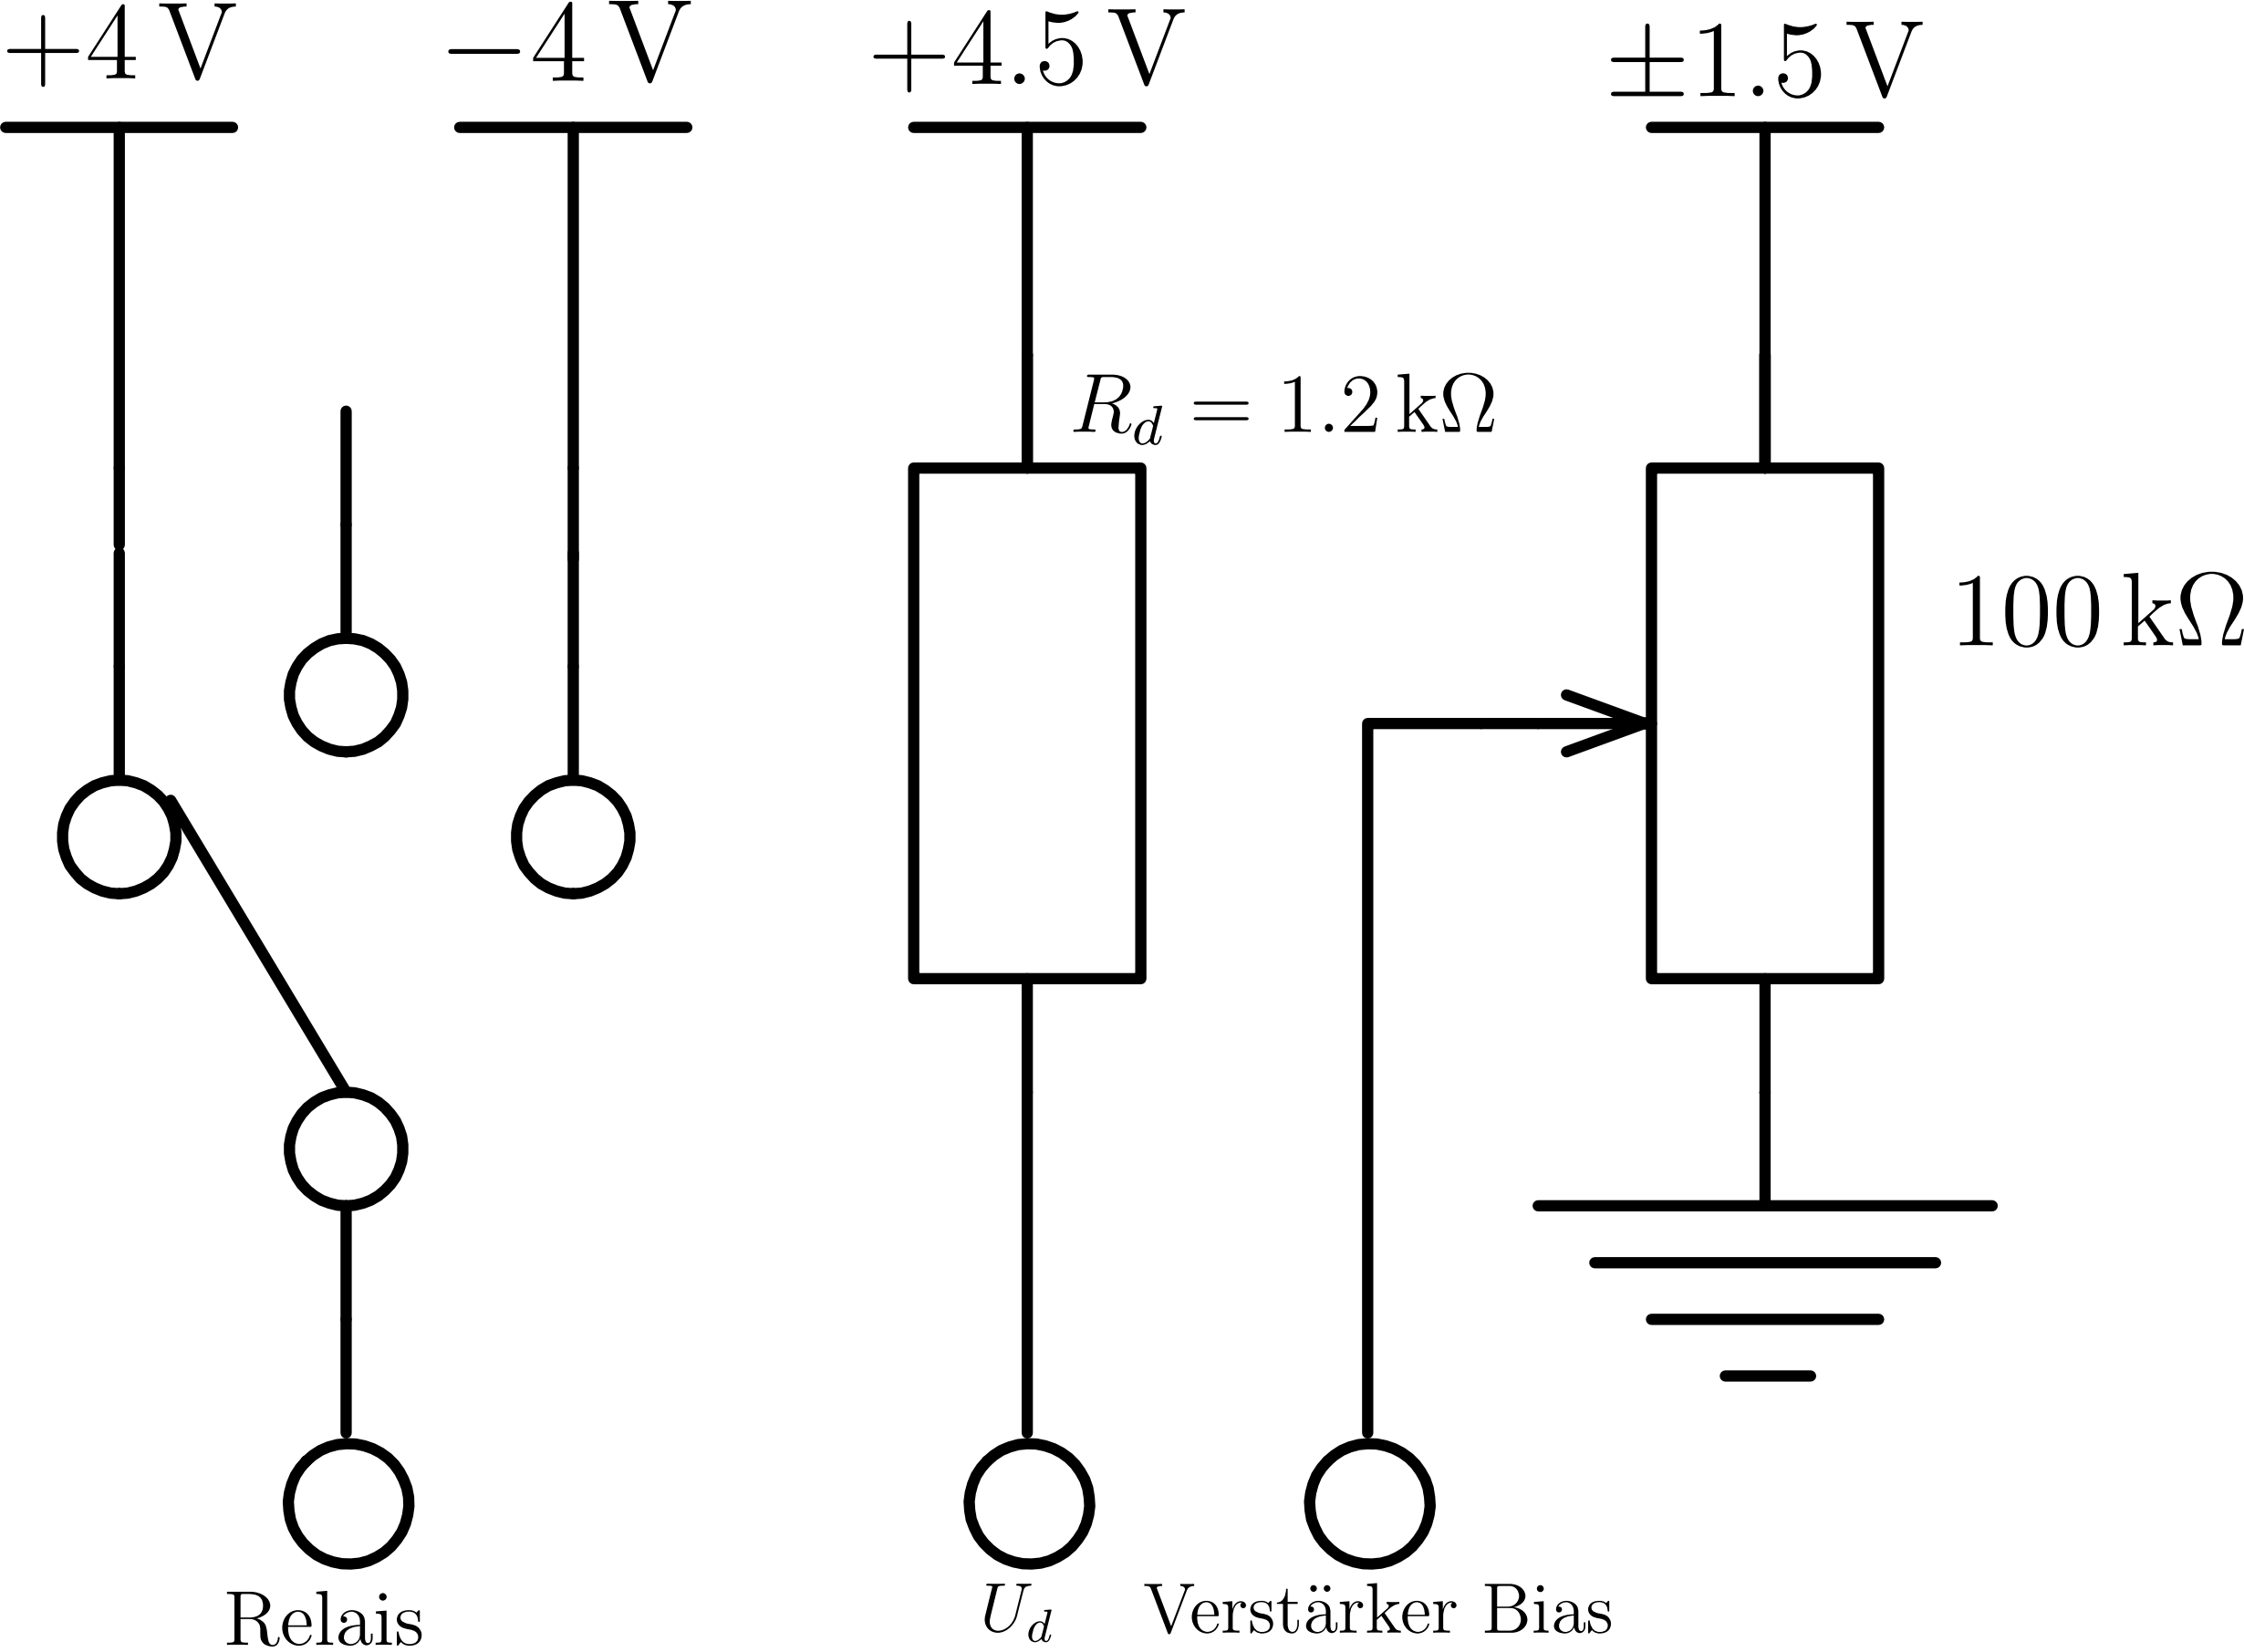 +4 V
−4 V
+4.5 V
±1.5 V
R_d = 1.2 kΩ
100 kΩ
Relais
U_d
Verstärker Bias